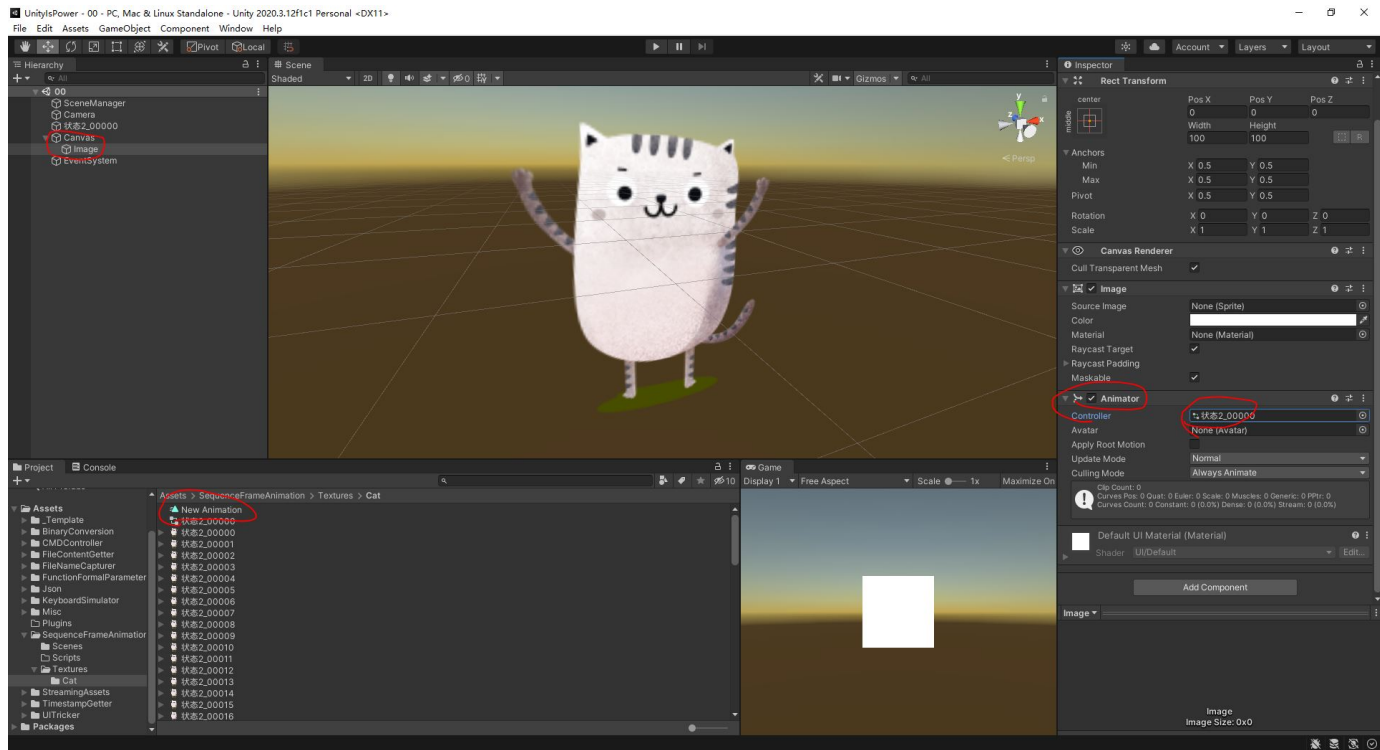 UnityIsPower - 00 - PC, Mac & Linux Standalone - Unity 2020.3.12f1c1 Personal <DX11>
File Edit Assets GameObject Component Window Help
Pivot Local
Account Layers Layout
Hierarchy
All
00
SceneManager
Camera
状态2_00000
Canvas
Image
EventSystem
Scene
Shaded 2D 0 Gizmos All
y
z x
Persp
Inspector
Rect Transform
center
middle
Pos X Pos Y Pos Z
0 0 0
Width Height
100 100 R
Anchors
Min X 0.5 Y 0.5
Max X 0.5 Y 0.5
Pivot X 0.5 Y 0.5
Rotation X 0 Y 0 Z 0
Scale X 1 Y 1 Z 1
Canvas Renderer
Cull Transparent Mesh
Image
Source Image None (Sprite)
Color
Material None (Material)
Raycast Target
Raycast Padding
Maskable
Animator
Controller 状态2_00000
Avatar None (Avatar)
Apply Root Motion
Update Mode Normal
Culling Mode Always Animate
Clip Count: 0
Curves Pos: 0 Quat: 0 Euler: 0 Scale: 0 Muscles: 0 Generic: 0 PPtr: 0
Curves Count: 0 Constant: 0 (0.0%) Dense: 0 (0.0%) Stream: 0 (0.0%)
Default UI Material (Material)
Shader UI/Default Edit...
Add Component
Image
Image
Image Size: 0x0
Project Console
10
Assets
_Template
BinaryConversion
CMDController
FileContentGetter
FileNameCapturer
FunctionFormalParameter
Json
KeyboardSimulator
Misc
Plugins
SequenceFrameAnimation
Scenes
Scripts
Textures
Cat
StreamingAssets
TimestampGetter
UITricker
Packages
Assets > SequenceFrameAnimation > Textures > Cat
New Animation
状态2_00000
状态2_00000
状态2_00001
状态2_00002
状态2_00003
状态2_00004
状态2_00005
状态2_00006
状态2_00007
状态2_00008
状态2_00009
状态2_00010
状态2_00011
状态2_00012
状态2_00013
状态2_00014
状态2_00015
状态2_00016
Game
Display 1 Free Aspect Scale 1x Maximize On